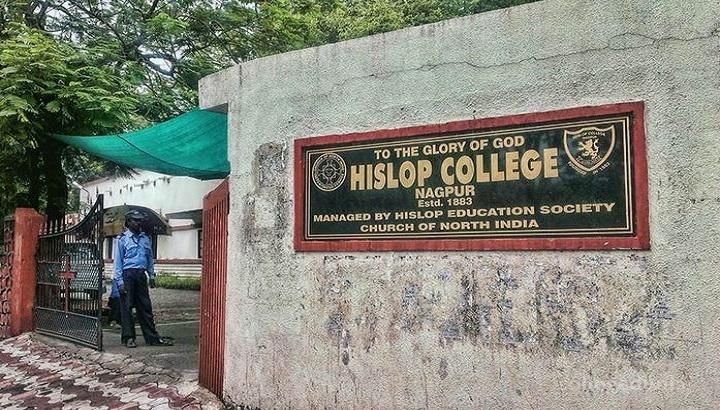 TO THE GLORY OF GOD
HISLOP COLLEGE
NAGPUR
Estd. 1883
MANAGED BY HISLOP EDUCATION SOCIETY
CHURCH OF NORTH INDIA